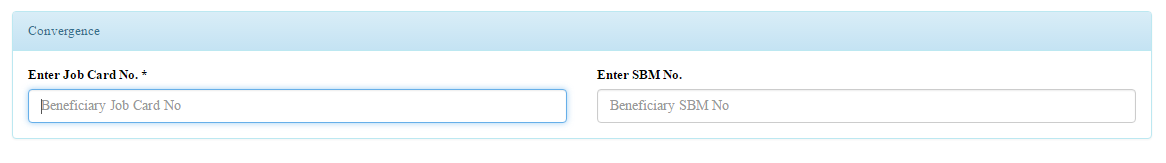 Convergence
Enter Job Card No. *
Enter SBM No.
Beneficiary Job Card No
Beneficiary SBM No